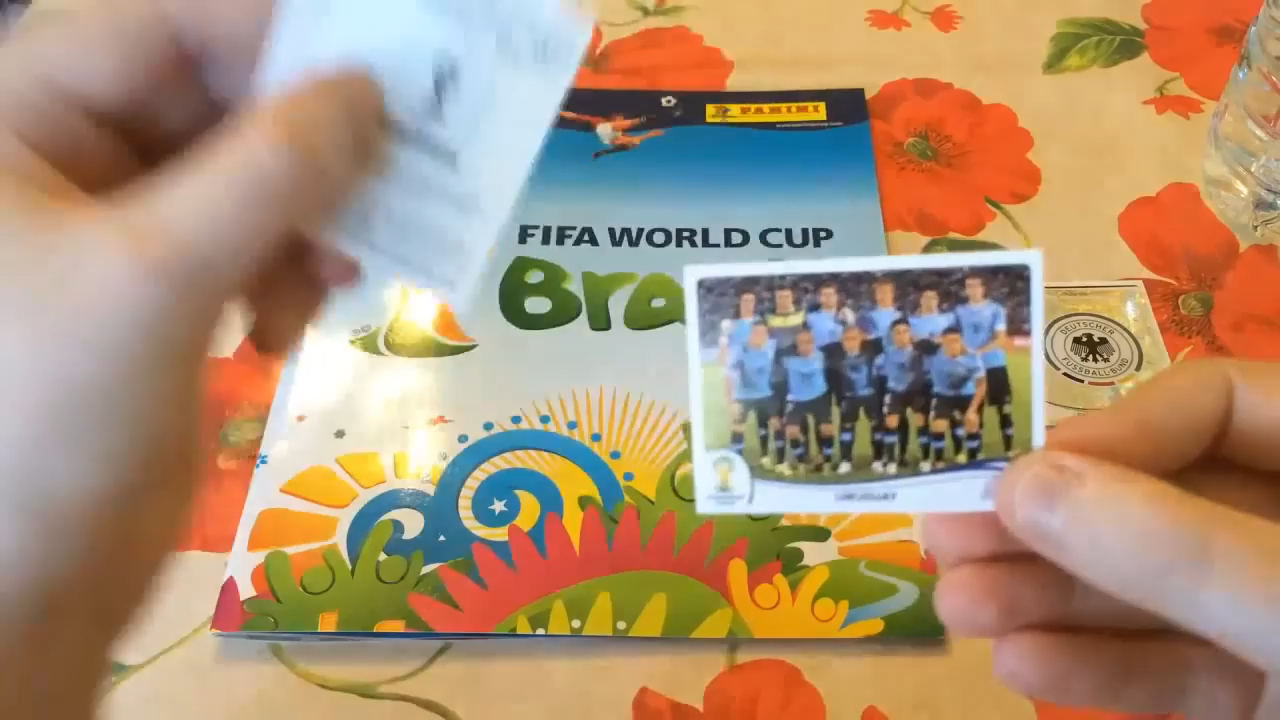 PANINI
FIFA WORLD CUP
Bra
URUGUAY
DEUTSCHER
FUSSBALL-BUND